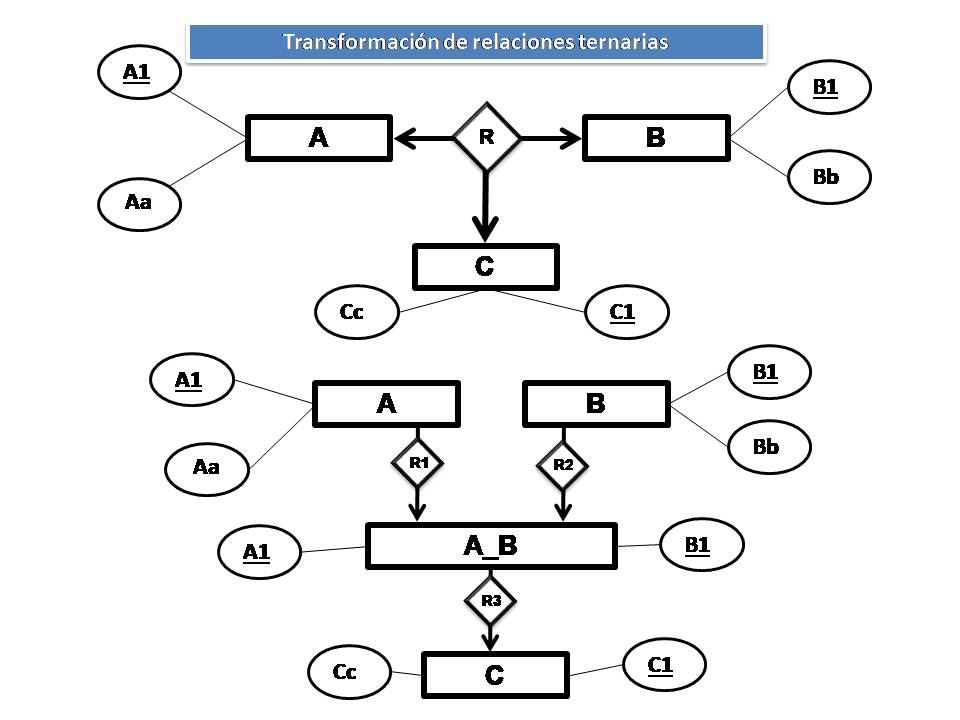 Transformación de relaciones ternarias
A1
Aa
A
R
B
B1
Bb
C
Cc
C1
A1
Aa
A
B
B1
Bb
R1
R2
A1
A_B
B1
R3
Cc
C
C1